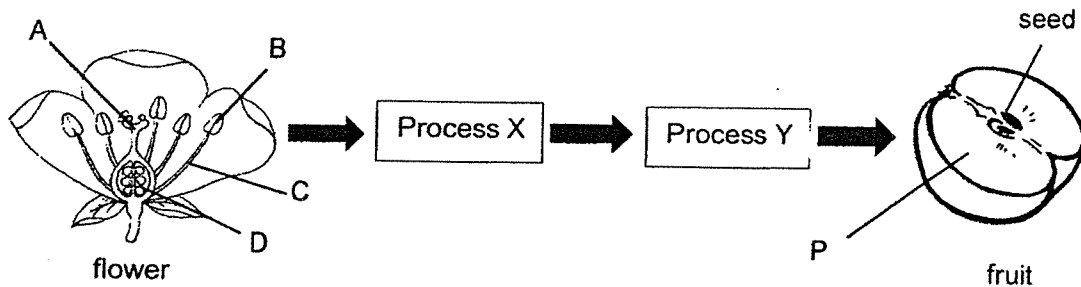 seed
A
B
Process X
Process Y
C
D
P
flower
fruit